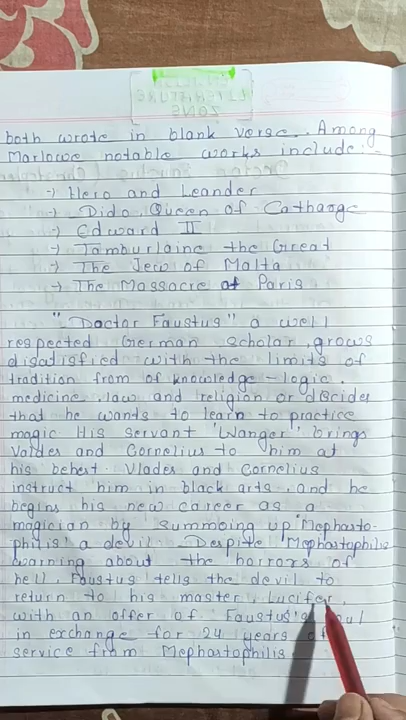 both wrote in blank verse. Among
Marlowe notable works include:-
→ Hero and Leander
→ Dido, Queen of Cathange
→ Edward II
→ Tamburlaine the Great
→ The Jew of Malta
→ The Massacre at Paris
"Doctor Faustus" a well
respected German scholar, grows
disatisfied with the limits of
tradition from of knowledge - logic,
medicine, law and religion or decides
that he wants to learn to practice
magic His servant 'Wanger' brings
Valdes and Cornelius to him at
his behest. Vlades and Cornelius
instruct him in black arts, and he
begins his new career as a
magician by summoing up 'Mephasto-
philis' a devil. Despite 'Mephastophilis
warning about the horrors of
hell, Faustus tells the devil to
return to his master, Lucifer,
with an offer of Faustus's soul
in exchange for 24 years of
service from Mephastophilis.